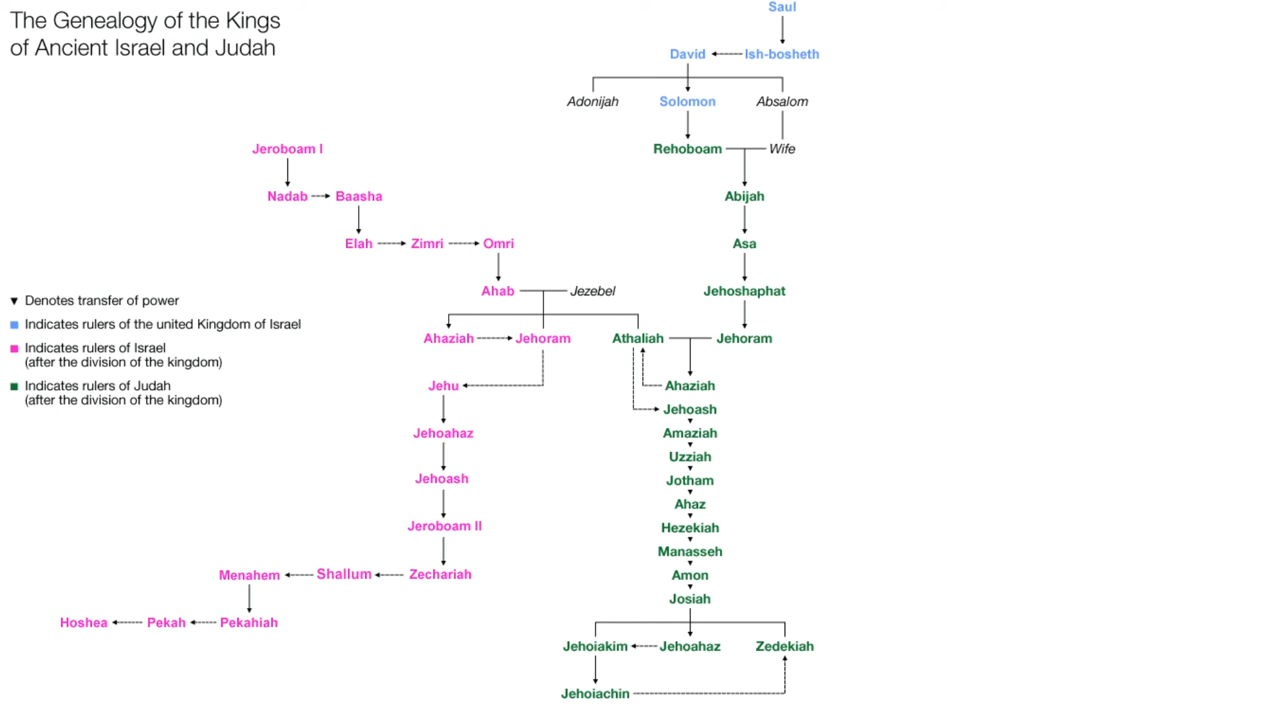 The Genealogy of the Kings
of Ancient Israel and Judah
Saul
David
Ish-bosheth
Adonijah
Solomon
Absalom
Jeroboam I
Rehoboam
Wife
Nadab
Baasha
Abijah
Elah
Zimri
Omri
Asa
Ahab
Jezebel
Jehoshaphat
Denotes transfer of power
Indicates rulers of the united Kingdom of Israel
Indicates rulers of Israel
(after the division of the kingdom)
Indicates rulers of Judah
(after the division of the kingdom)
Ahaziah
Jehoram
Athaliah
Jehoram
Jehu
Ahaziah
Jehoash
Jehoahaz
Amaziah
Uzziah
Jehoash
Jotham
Ahaz
Jeroboam II
Hezekiah
Manasseh
Menahem
Shallum
Zechariah
Amon
Josiah
Hoshea
Pekah
Pekahiah
Jehoiakim
Jehoahaz
Zedekiah
Jehoiachin